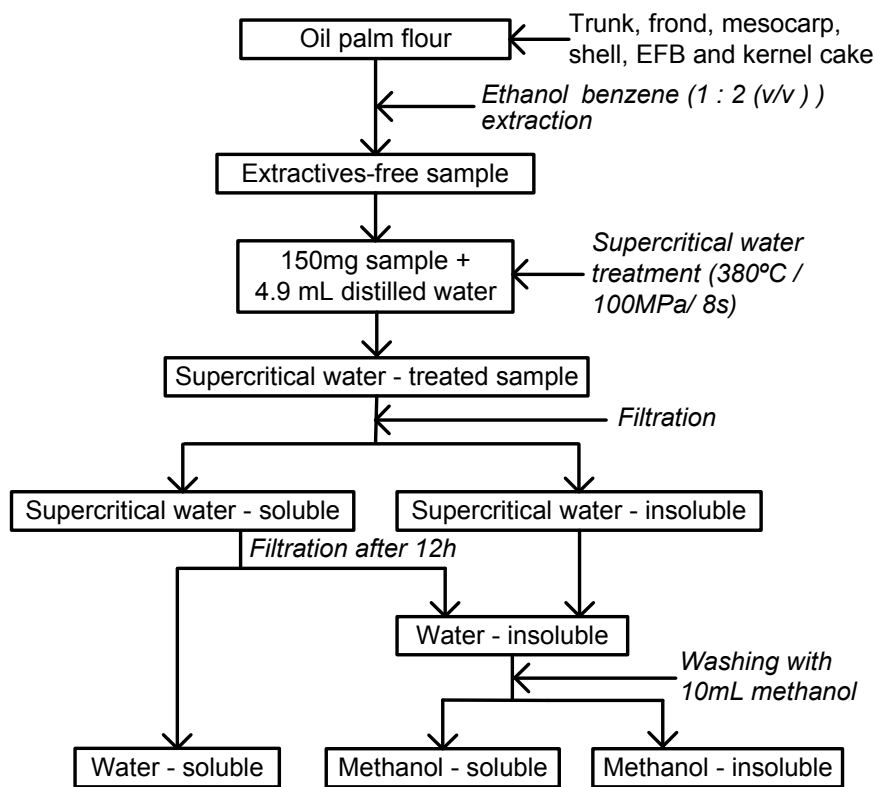 Oil palm flour
Trunk, frond, mesocarp,
shell, EFB and kernel cake
Ethanol benzene (1 : 2 (v/v ) )
extraction
Extractives-free sample
150mg sample +
4.9 mL distilled water
Supercritical water
treatment (380ºC /
100MPa/ 8s)
Supercritical water - treated sample
Filtration
Supercritical water - soluble
Supercritical water - insoluble
Filtration after 12h
Water - insoluble
Washing with
10mL methanol
Water - soluble
Methanol - soluble
Methanol - insoluble